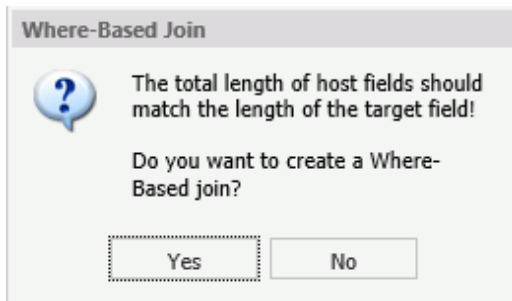 Where-Based Join
The total length of host fields should
match the length of the target field!
Do you want to create a Where-
Based join?
Yes
No